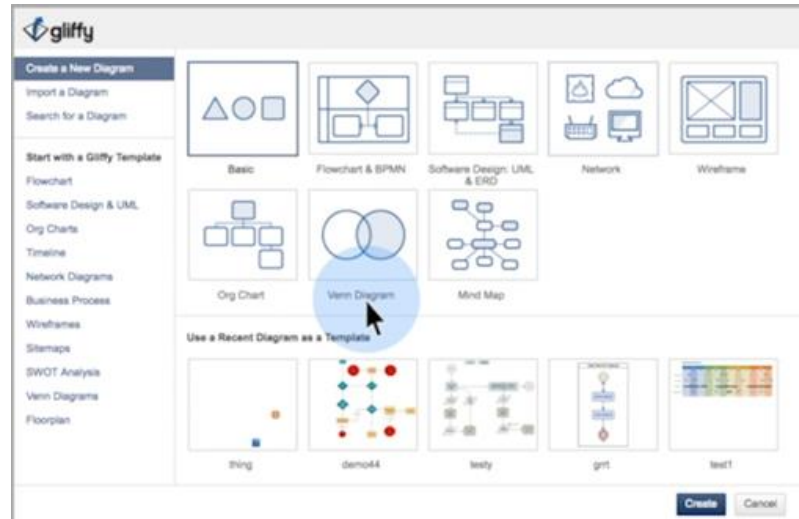 gliffy
Create a New Diagram
Import a Diagram
Search for a Diagram
Start with a Gliffy Template
Flowchart
Software Design & UML
Org Charts
Timeline
Network Diagrams
Business Process
Wireframes
Sitemaps
SWOT Analysis
Venn Diagrams
Floorplan
Basic
Flowchart & BPMN
Software Design: UML
& ERD
Network
Wireframe
Org Chart
Venn Diagram
Mind Map
Use a Recent Diagram as a Template
thing
demo44
testy
grrt
test1
Create
Cancel